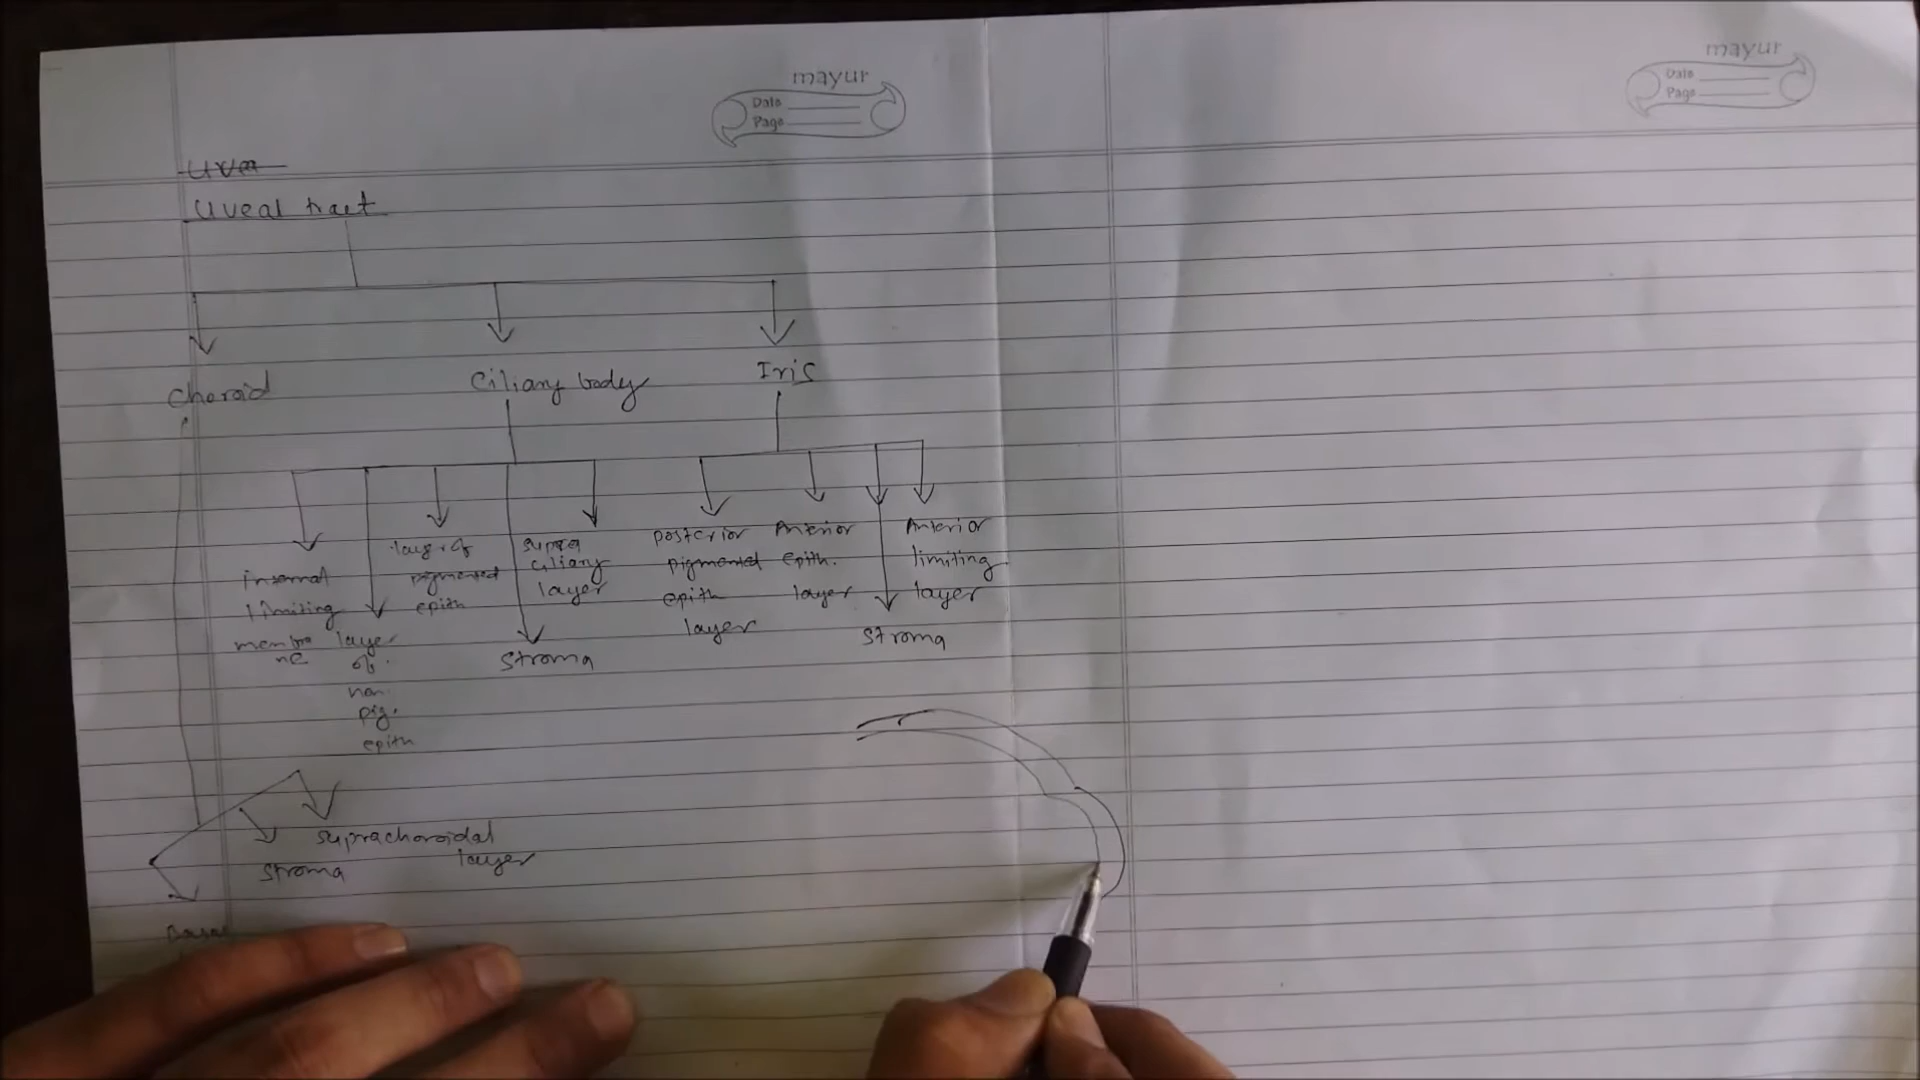 mayur
Date
Page
mayur
Date
Page
Uvea
Uveal tract
Choroid
Ciliary body
Iris
internal
limiting
membra
ne
layer
of
non
pig.
epith
layer of
pigmented
epith
stroma
supra
ciliary
layer
posterior
pigmented
epith
layer
Anterior
epith.
layer
stroma
Anterior
limiting
layer
suprachoroidal
layer
stroma